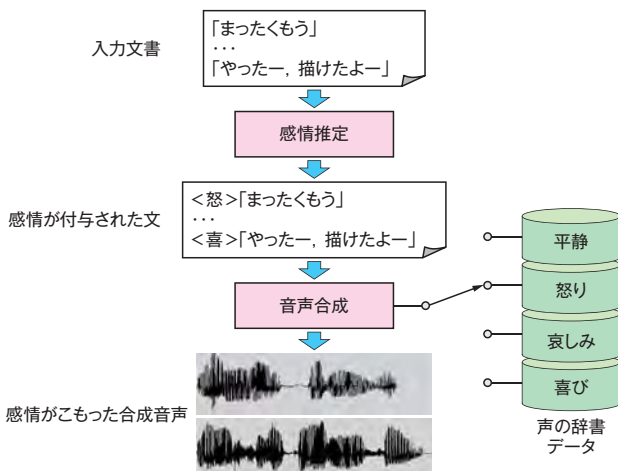 入力文書
「まったくもう」
・・・
「やったー，描けたよー」
感情推定
感情が付与された文
＜怒＞「まったくもう」
・・・
＜喜＞「やったー，描けたよー」
音声合成
平静
怒り
哀しみ
喜び
声の辞書
データ
感情がこもった合成音声